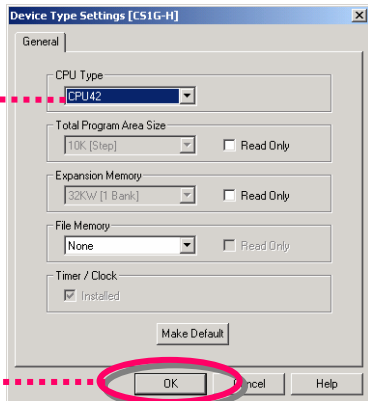 Device Type Settings [CS1G-H]
General
CPU Type
CPU42
Total Program Area Size
10K [Step]
Read Only
Expansion Memory
32KW [1 Bank]
Read Only
File Memory
None
Read Only
Timer / Clock
Installed
Make Default
OK Cancel Help